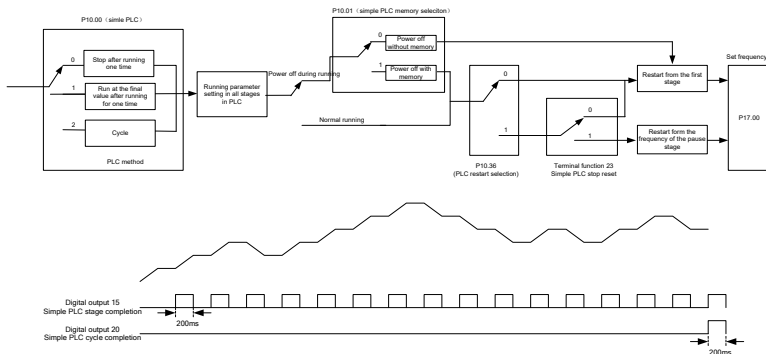 P10.00（simle PLC）
0
Stop after running
one time
1
Run at the final
value after running
for one time
2
Cycle
PLC method
Running parameter
setting in all stages
in PLC
Power off during running
Normal running
P10.01（simple PLC memory seleciton）
0
Power off
without memory
1
Power off with
memory
0
1
P10.36
(PLC restart selection)
0
1
Terminal function 23
Simple PLC stop reset
Restart from the first
stage
Restart form the
frequency of the pause
stage
Set frequency
P17.00
Digital output 15
Simple PLC stage completion
200ms
Digital output 20
Simple PLC cycle completion
200ms